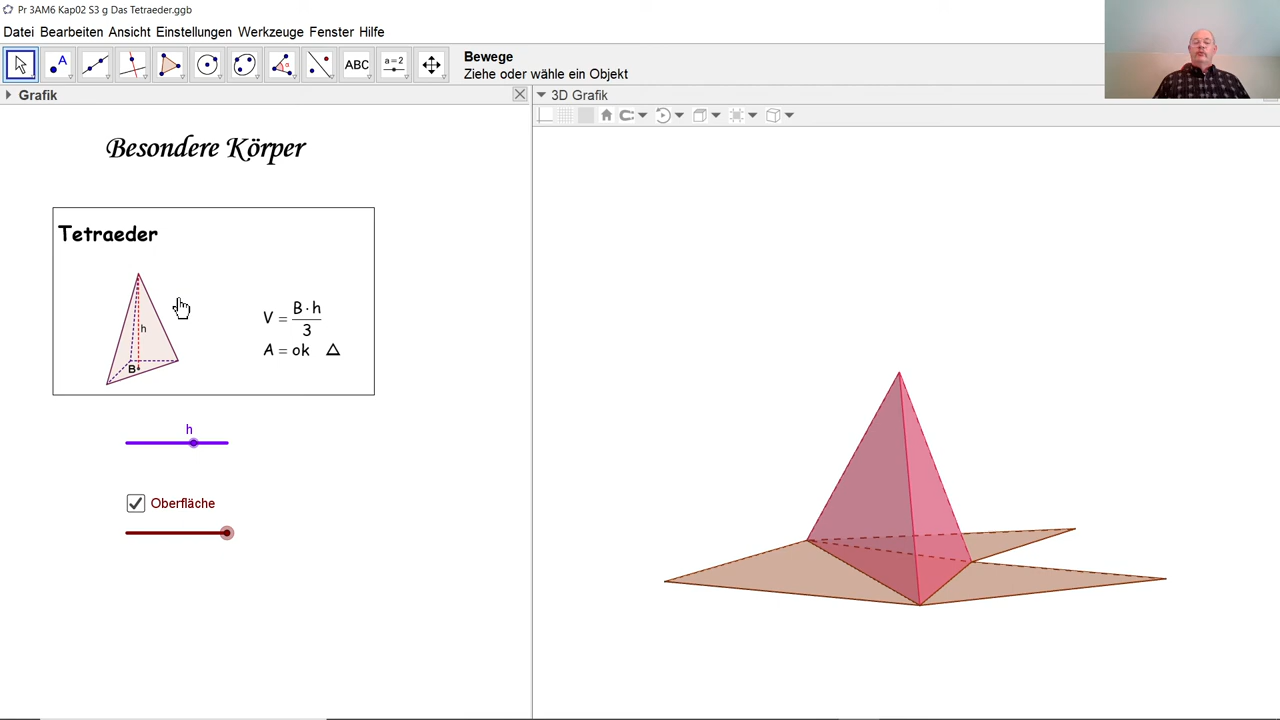 Pr 3AM6 Kap02 S3 g Das Tetraeder.ggb
Datei Bearbeiten Ansicht Einstellungen Werkzeuge Fenster Hilfe
A
α
ABC
a=2
Bewege
Ziehe oder wähle ein Objekt
Grafik
3D Grafik
Besondere Körper
Tetraeder
h
B
V = B · h / 3
A = ok △
h
Oberfläche